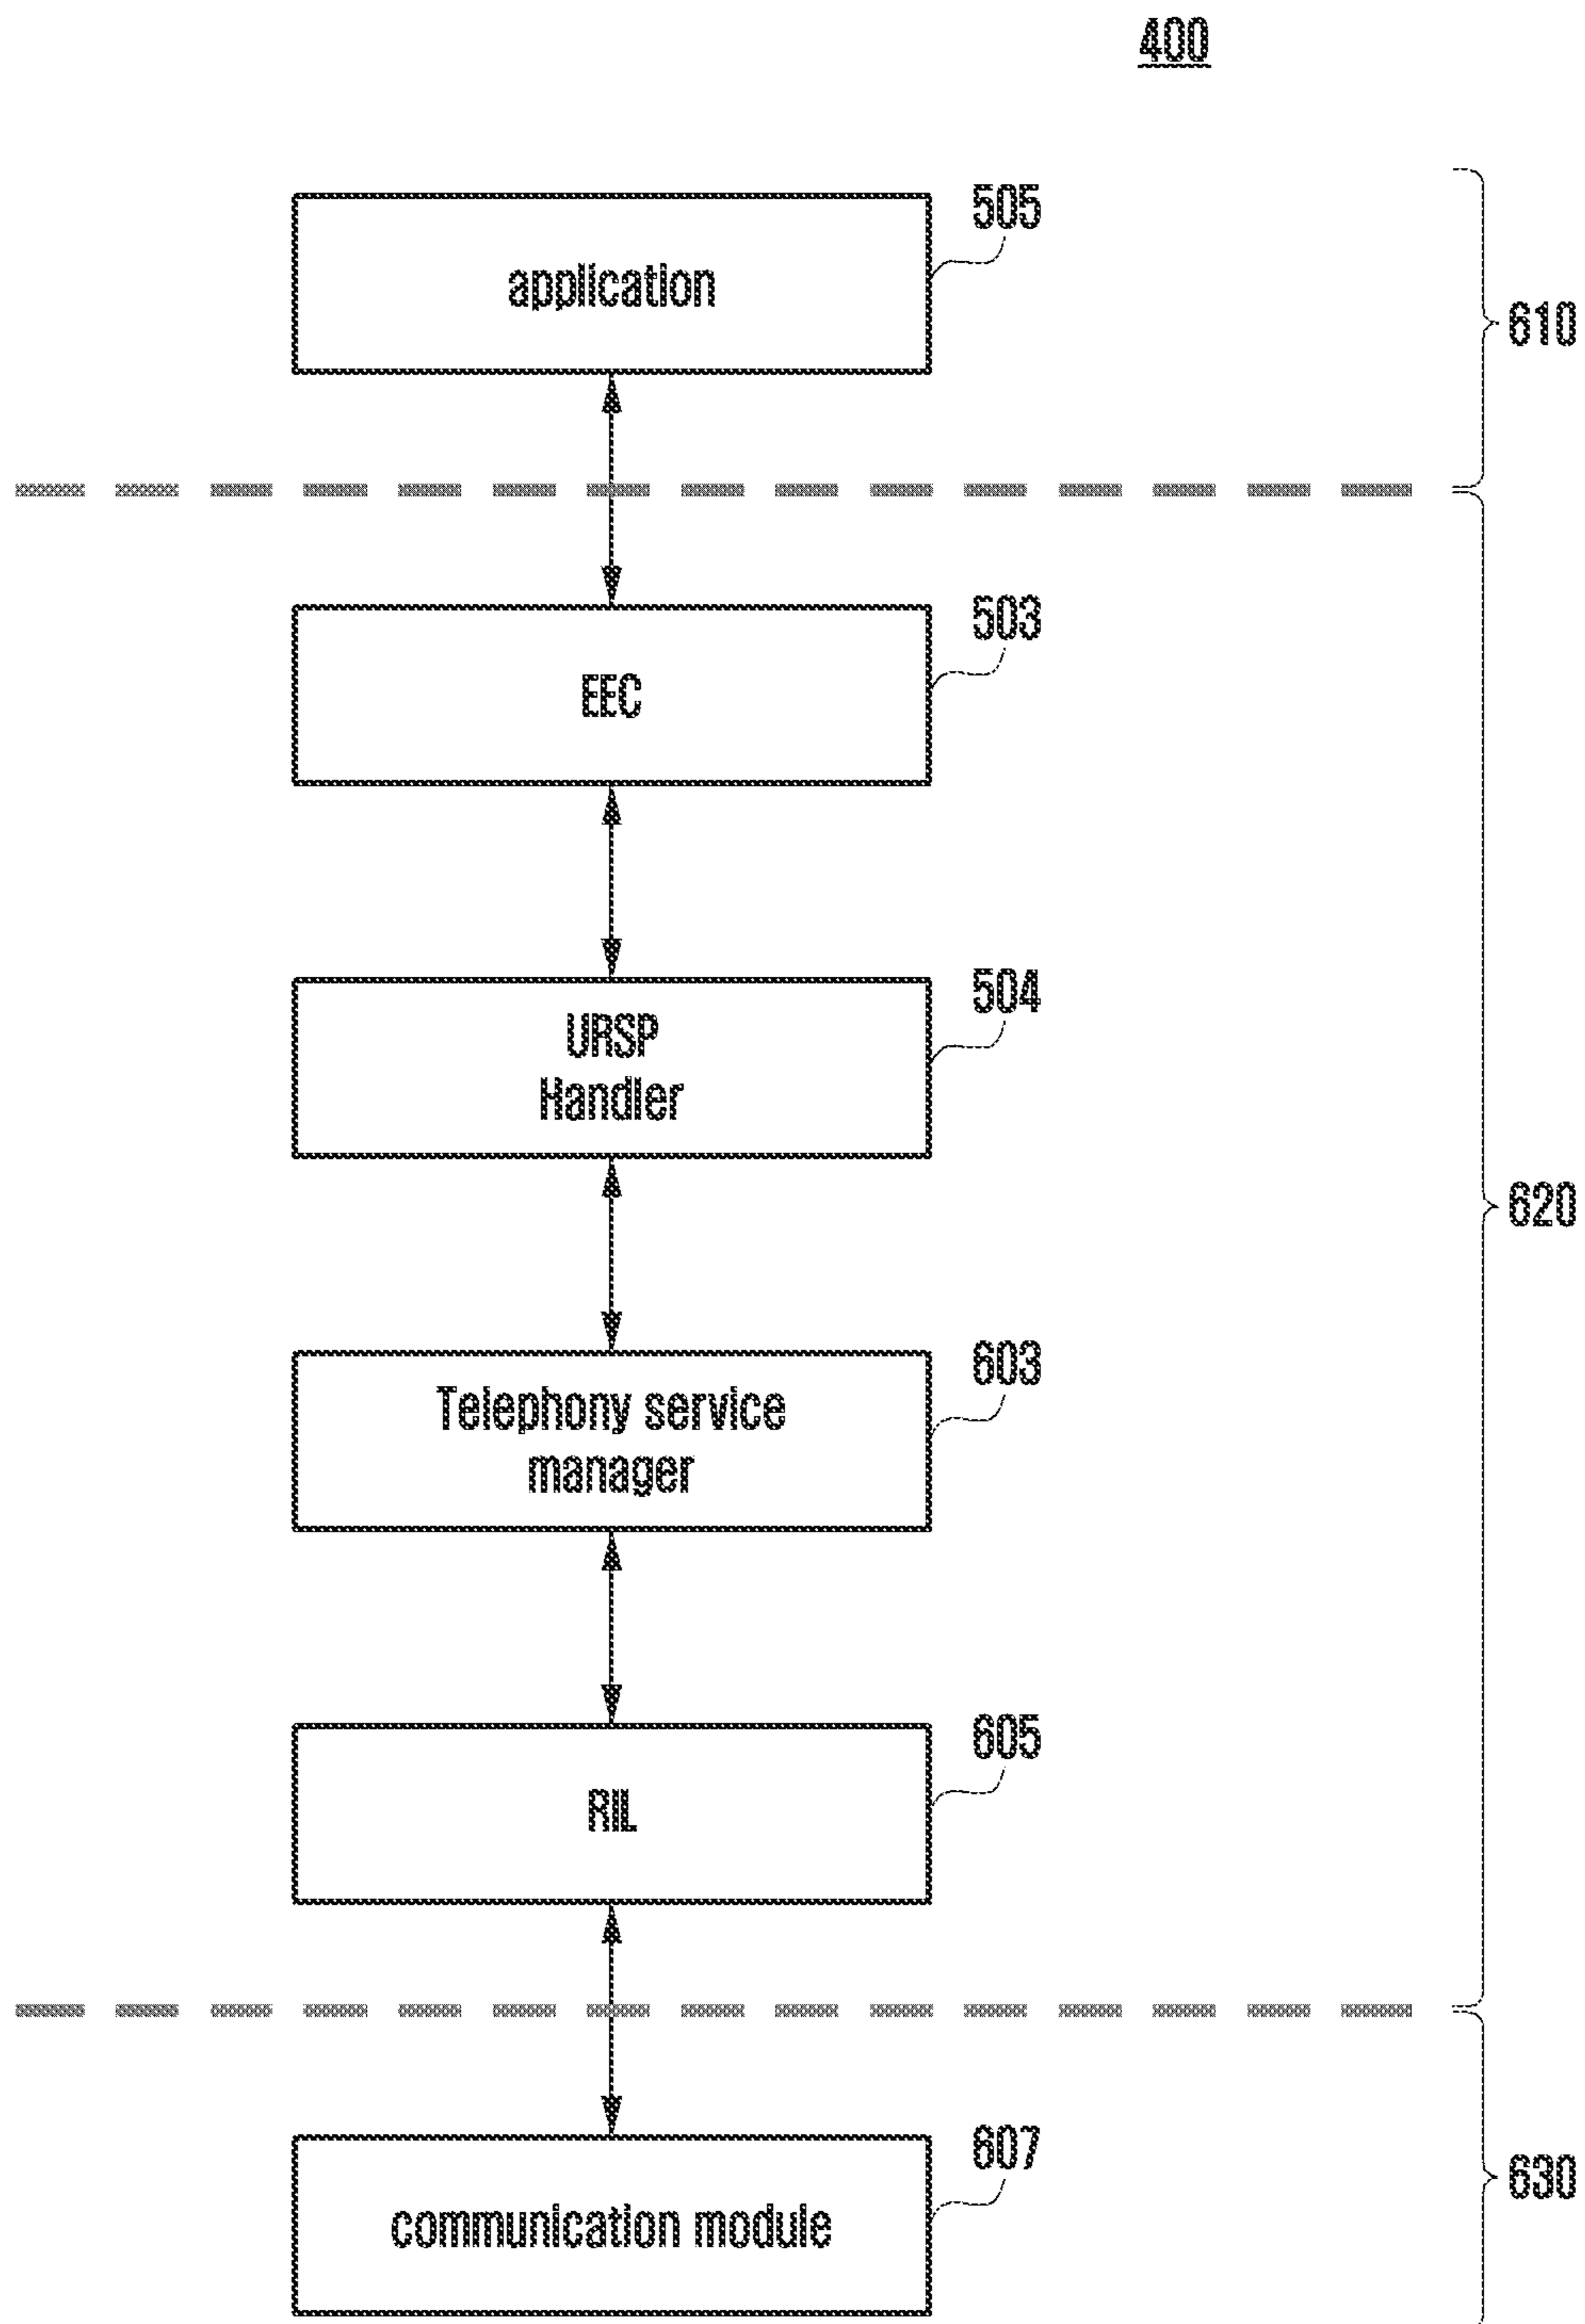 400
505
application
610
503
EEC
504
URSP
Handler
620
603
Telephony service
manager
605
RIL
607
communication module
630